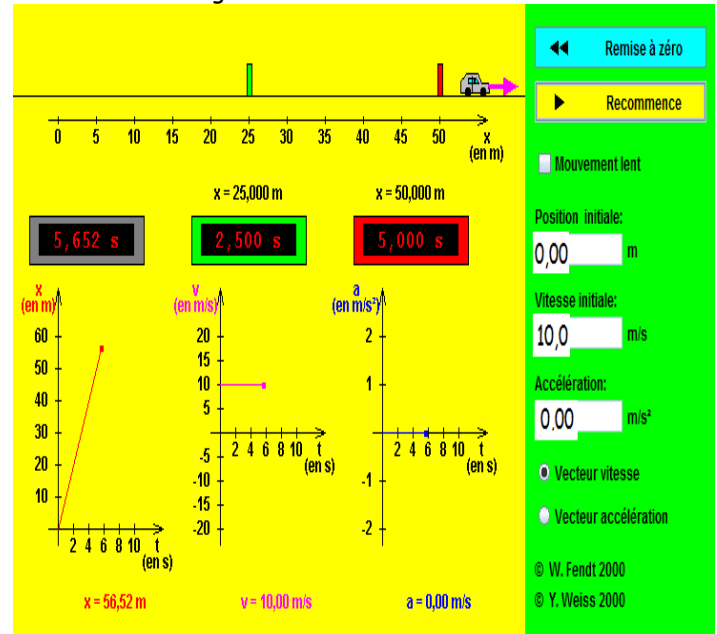 0 5 10 15 20 25 30 35 40 45 50 x
(en m)
x = 25,000 m x = 50,000 m
5,652 s 2,500 s 5,000 s
x
(en m)
60
50
40
30
20
10
2 4 6 8 10 t
(en s)
v
(en m/s)
20
15
10
5
-5
-10
-15
-20
2 4 6 8 10 t
(en s)
a
(en m/s²)
2
1
-1
-2
2 4 6 8 10 t
(en s)
x = 56,52 m v = 10,00 m/s a = 0,00 m/s
Remise à zéro
Recommence
Mouvement lent
Position initiale:
0,00 m
Vitesse initiale:
10,0 m/s
Accélération:
0,00 m/s²
Vecteur vitesse
Vecteur accélération
© W. Fendt 2000
© Y. Weiss 2000